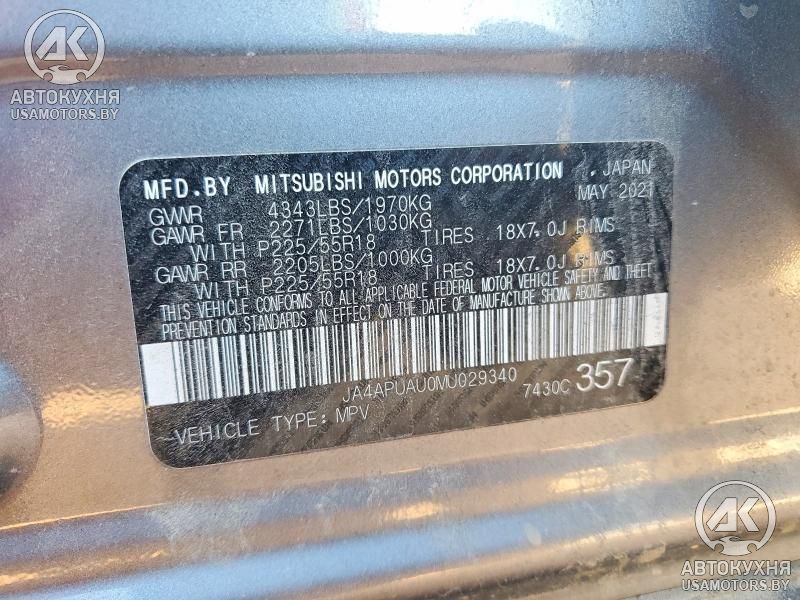 AK
АВТОКУХНЯ
USAMOTORS.BY
MFD.BY MITSUBISHI MOTORS CORPORATION . JAPAN
GVWR 4343LBS/1970KG MAY 2021
GAWR FR 2271LBS/1030KG
WITH P225/55R18 TIRES 18X7.0J RIMS
GAWR RR 2205LBS/1000KG
WITH P225/55R18 TIRES 18X7.0J RIMS
THIS VEHICLE CONFORMS TO ALL APPLICABLE FEDERAL MOTOR VEHICLE SAFETY AND THEFT
PREVENTION STANDARDS IN EFFECT ON THE DATE OF MANUFACTURE SHOWN ABOVE.
JA4APUAU0MU029340
7430C 357
VEHICLE TYPE: MPV
AK
АВТОКУХНЯ
USAMOTORS.BY